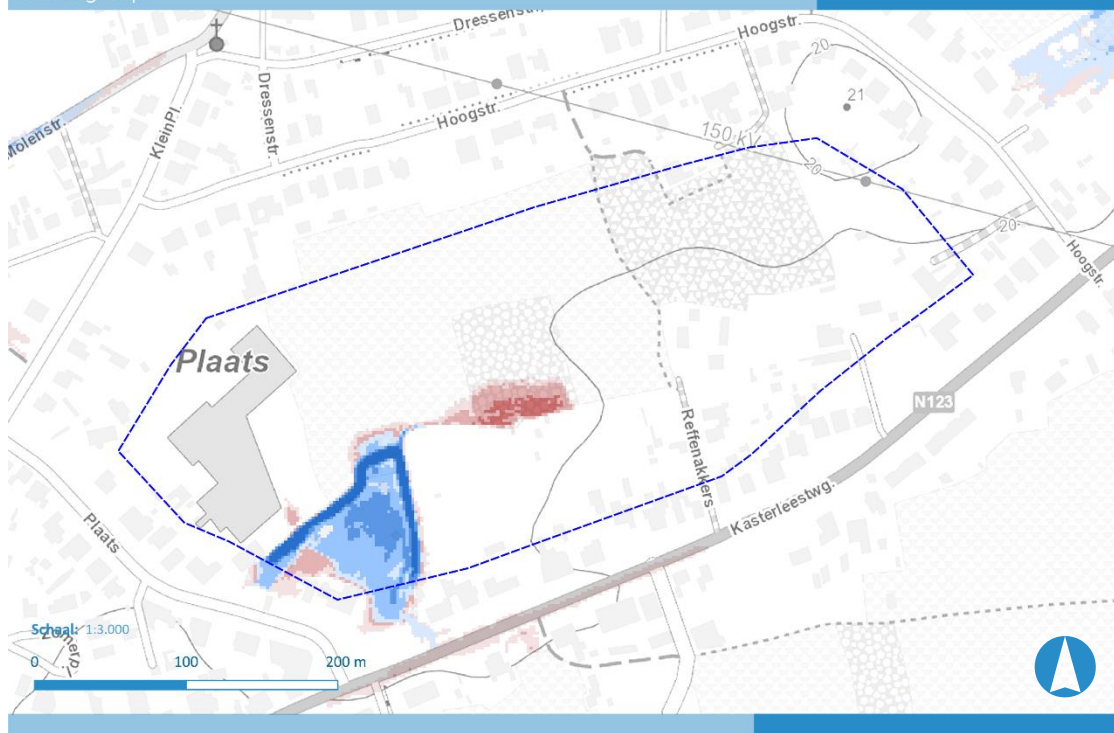 Dressenstr.
Hoogstr.
Molenstr.
KleinPl.
Dressenstr
Hoogstr.
20
21
150 kV
20
20
Hoogstr.
Plaats
N123
Reffenakkers
Kasterleestwg.
Plaats
Schaal: 1:3.000
0
100
200 m